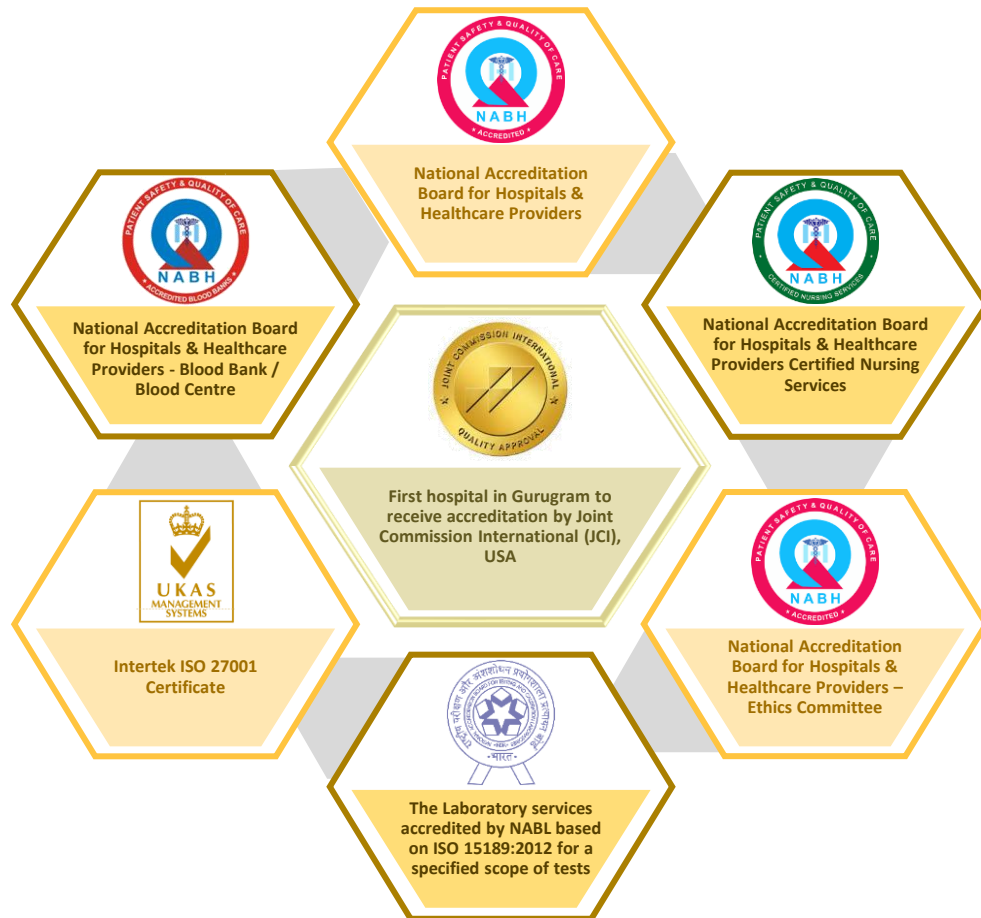 PATIENT SAFETY & QUALITY OF CARE
NABH
★ ACCREDITED ★
National Accreditation
Board for Hospitals &
Healthcare Providers
PATIENT SAFETY & QUALITY OF CARE
NABH
★ ACCREDITED BLOOD BANKS ★
National Accreditation Board
for Hospitals & Healthcare
Providers - Blood Bank /
Blood Centre
PATIENT SAFETY & QUALITY OF CARE
NABH
CERTIFIED NURSING SERVICES
National Accreditation Board
for Hospitals & Healthcare
Providers Certified Nursing
Services
★ JOINT COMMISSION INTERNATIONAL ★
QUALITY APPROVAL
First hospital in Gurugram to
receive accreditation by Joint
Commission International (JCI),
USA
UKAS
MANAGEMENT
SYSTEMS
Intertek ISO 27001
Certificate
PATIENT SAFETY & QUALITY OF CARE
NABH
★ ACCREDITED ★
National Accreditation
Board for Hospitals &
Healthcare Providers –
Ethics Committee
भारत
The Laboratory services
accredited by NABL based
on ISO 15189:2012 for a
specified scope of tests